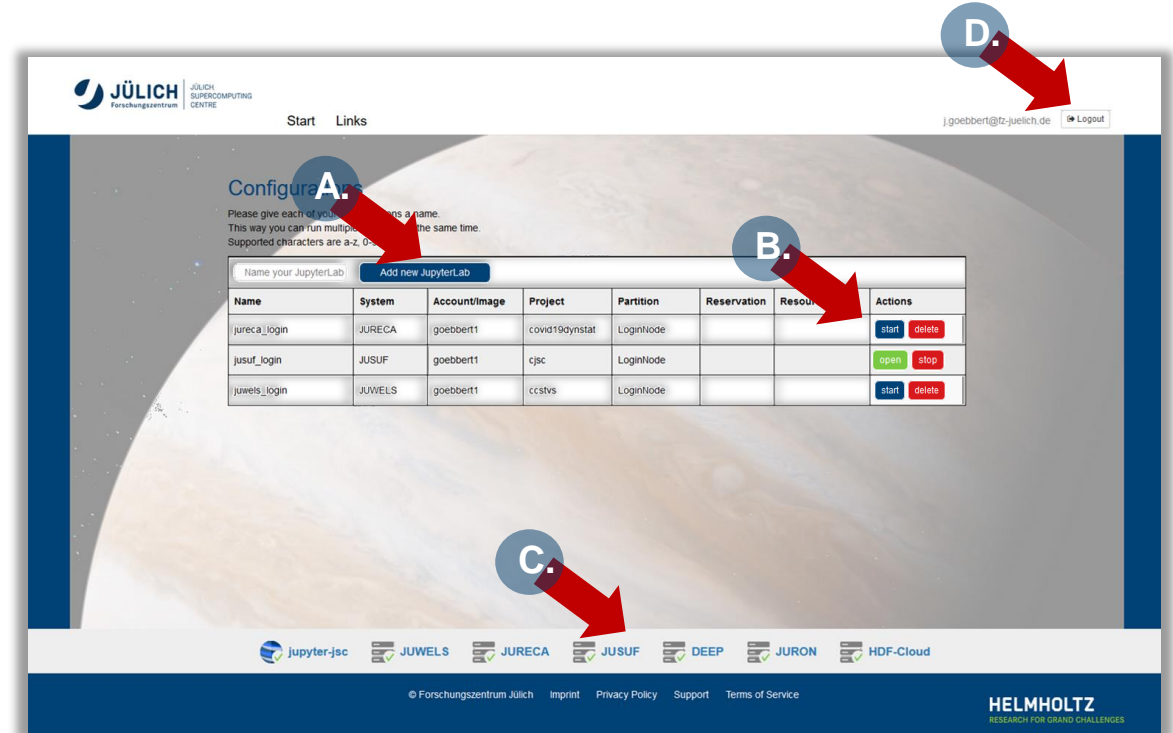 D.
JÜLICH
Forschungszentrum
JÜLICH
SUPERCOMPUTING
CENTRE
Start Links
j.goebbert@fz-juelich.de Logout
A.
Configurations
Please give each of your a name.
This way you can run multiple the same time.
Supported characters are a-z, 0-
B.
Name your JupyterLab Add new JupyterLab
Name System Account/Image Project Partition Reservation Actions
jureca_login JURECA goebbert1 covid19dynstat LoginNode start delete
jusuf_login JUSUF goebbert1 cjsc LoginNode open stop
juwels_login JUWELS goebbert1 ccstvs LoginNode start delete
C.
jupyter-jsc JUWELS JURECA JUSUF DEEP JURON HDF-Cloud
© Forschungszentrum Jülich Imprint Privacy Policy Support Terms of Service
HELMHOLTZ
RESEARCH FOR GRAND CHALLENGES